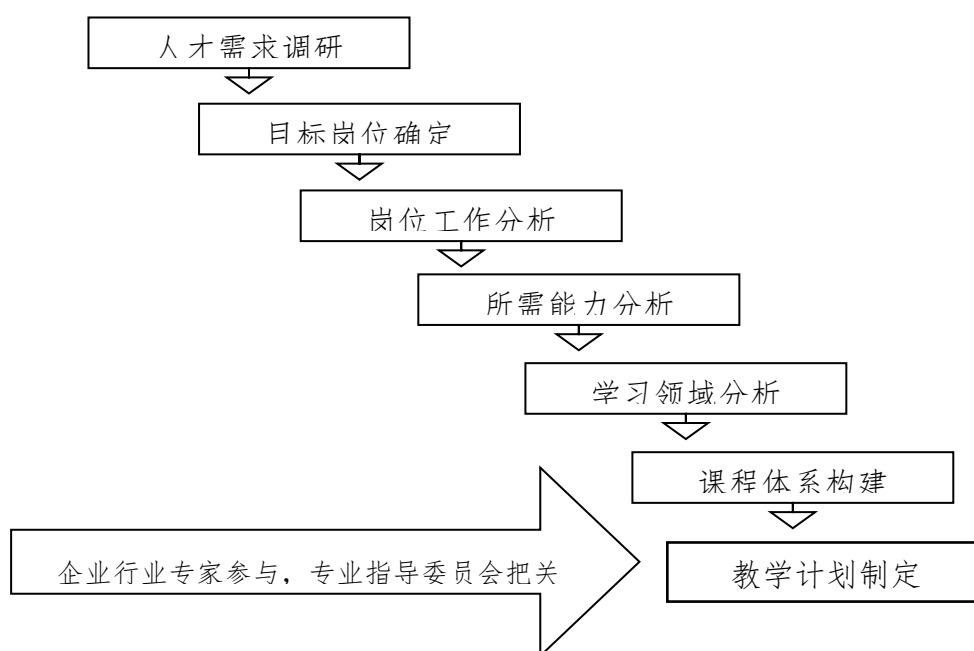 人才需求调研
目标岗位确定
岗位工作分析
所需能力分析
学习领域分析
课程体系构建
企业行业专家参与，专业指导委员会把关
教学计划制定